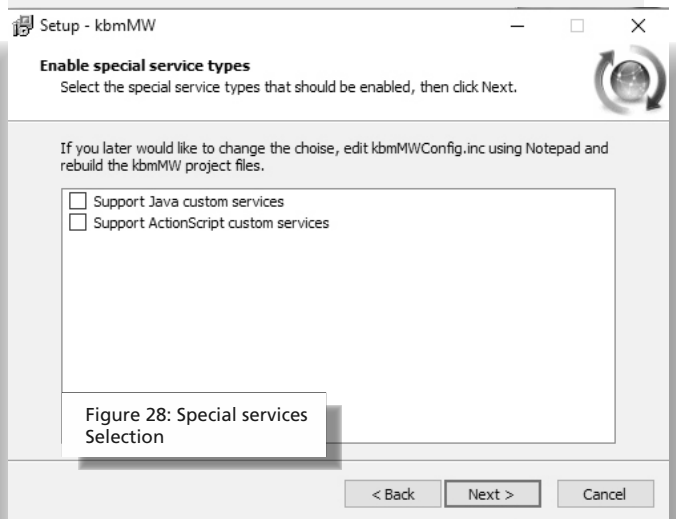 Setup - kbmMW
Enable special service types
Select the special service types that should be enabled, then click Next.
If you later would like to change the choise, edit kbmMWConfig.inc using Notepad and
rebuild the kbmMW project files.
Support Java custom services
Support ActionScript custom services
Figure 28: Special services
Selection
< Back
Next >
Cancel